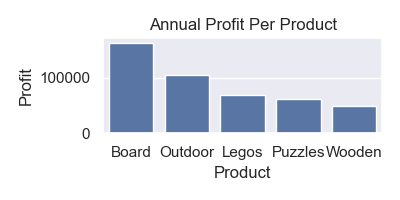 Annual Profit Per Product
Profit
100000
0
Board Outdoor Legos Puzzles Wooden
Product